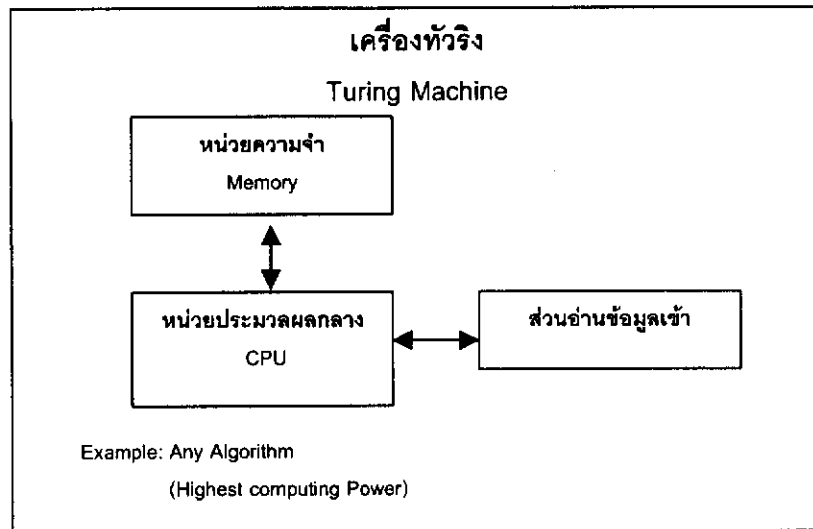 เครื่องทัวริง
Turing Machine
หน่วยความจำ
Memory
หน่วยประมวลผลกลาง
CPU
ส่วนอ่านข้อมูลเข้า
Example: Any Algorithm
(Highest computing Power)